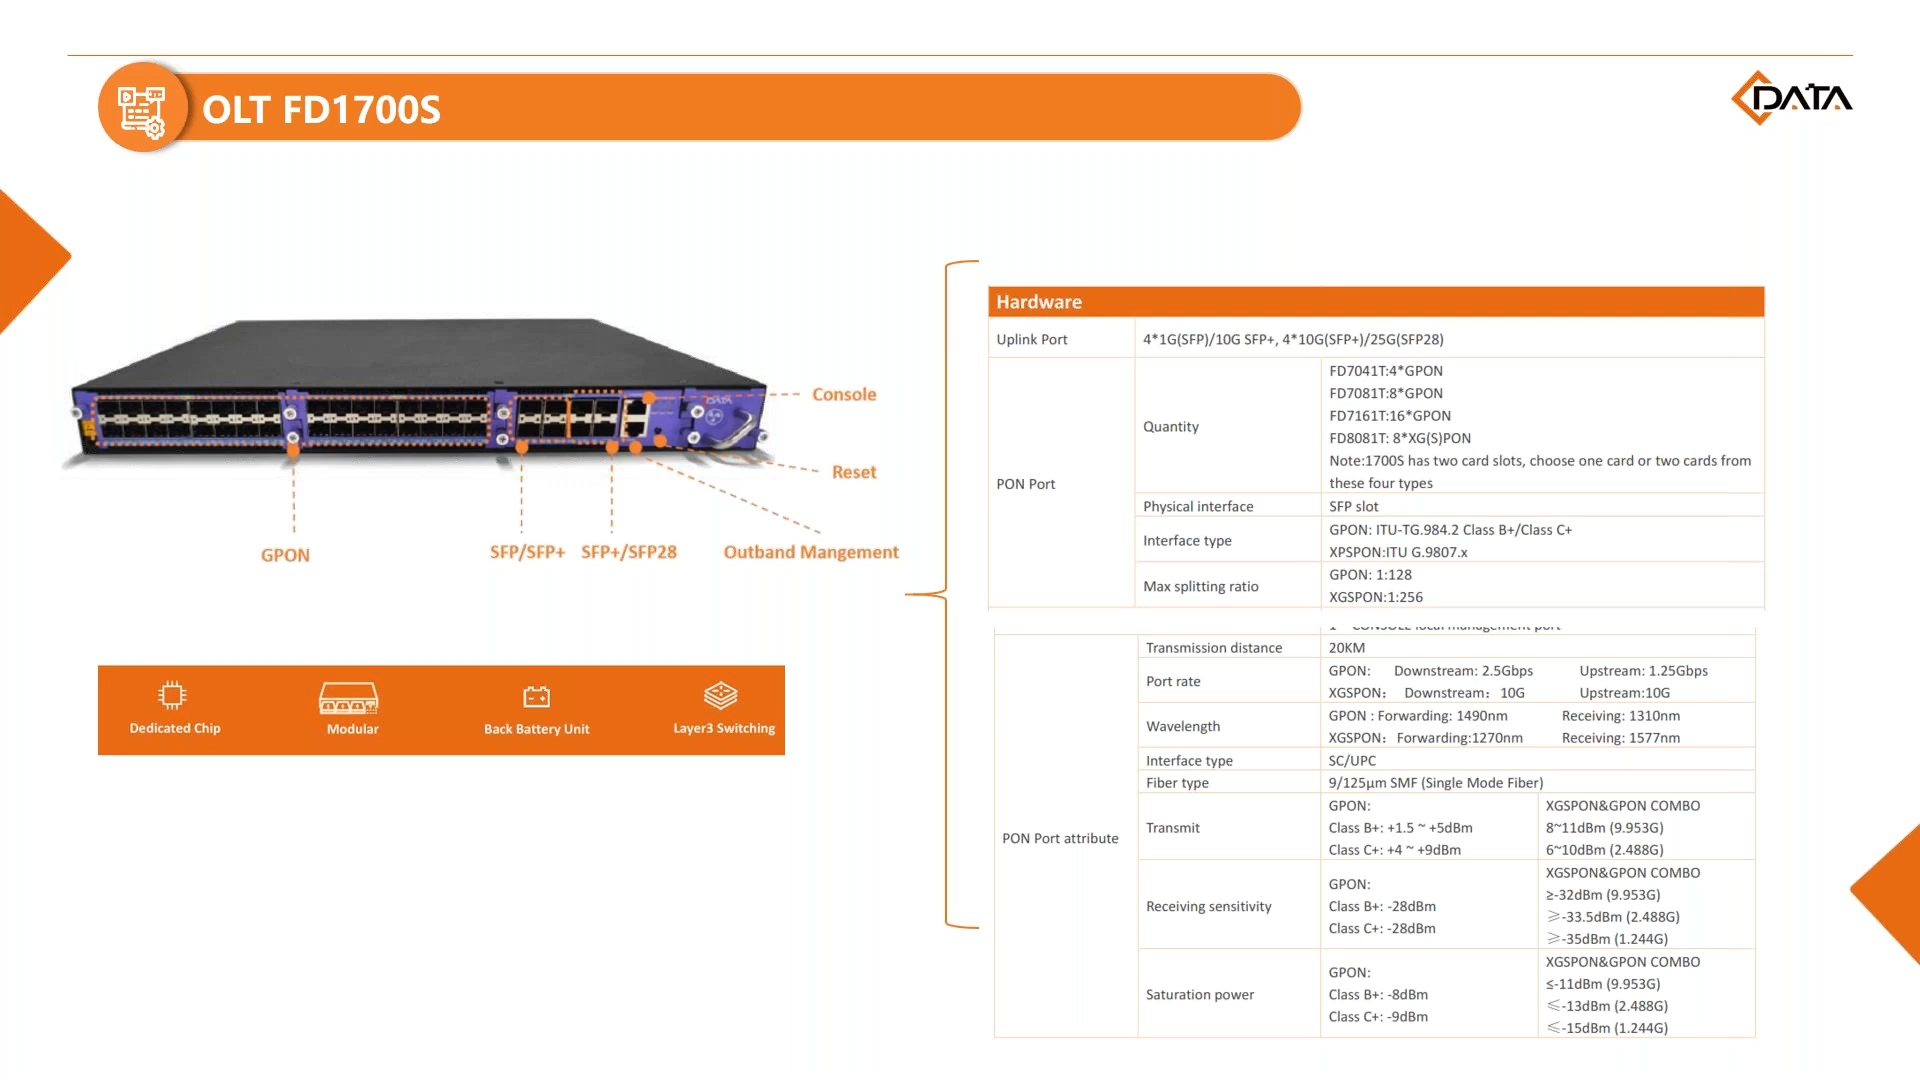 OLT FD1700S
DATA
Console
Reset
GPON
SFP/SFP+
SFP+/SFP28
Outband Mangement
Dedicated Chip
Modular
Back Battery Unit
Layer3 Switching
Hardware
Uplink Port
4*1G(SFP)/10G SFP+, 4*10G(SFP+)/25G(SFP28)
PON Port
Quantity
FD7041T:4*GPON
FD7081T:8*GPON
FD7161T:16*GPON
FD8081T: 8*XG(S)PON
Note:1700S has two card slots, choose one card or two cards from
these four types
Physical interface
SFP slot
Interface type
GPON: ITU-TG.984.2 Class B+/Class C+
XPSPON:ITU G.9807.x
Max splitting ratio
GPON: 1:128
XGSPON:1:256
PON Port attribute
Transmission distance
20KM
Port rate
GPON: Downstream: 2.5Gbps Upstream: 1.25Gbps
XGSPON： Downstream：10G Upstream:10G
Wavelength
GPON : Forwarding: 1490nm Receiving: 1310nm
XGSPON： Forwarding:1270nm Receiving: 1577nm
Interface type
SC/UPC
Fiber type
9/125μm SMF (Single Mode Fiber)
Transmit
GPON:
Class B+: +1.5 ~ +5dBm
Class C+: +4 ~ +9dBm
XGSPON&GPON COMBO
8~11dBm (9.953G)
6~10dBm (2.488G)
Receiving sensitivity
GPON:
Class B+: -28dBm
Class C+: -28dBm
XGSPON&GPON COMBO
≥-32dBm (9.953G)
≥-33.5dBm (2.488G)
≥-35dBm (1.244G)
Saturation power
GPON:
Class B+: -8dBm
Class C+: -9dBm
XGSPON&GPON COMBO
≤-11dBm (9.953G)
≤-13dBm (2.488G)
≤-15dBm (1.244G)